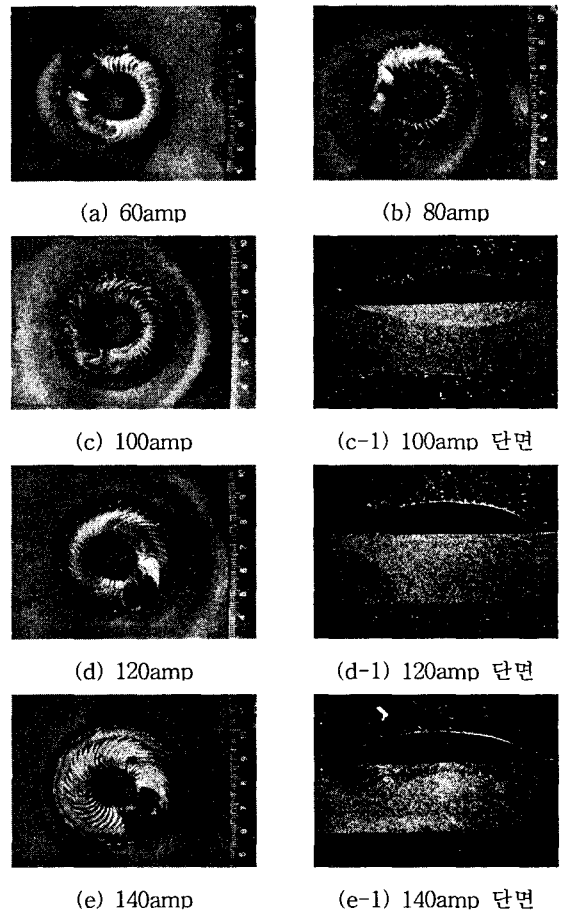 (a) 60amp
(b) 80amp
(c) 100amp
(c-1) 100amp 단면
(d) 120amp
(d-1) 120amp 단면
(e) 140amp
(e-1) 140amp 단면